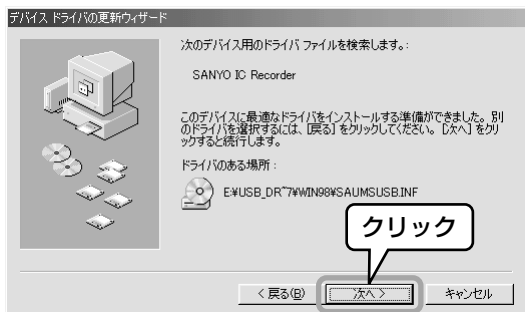 デバイス ドライバの更新ウィザード
次のデバイス用のドライバ ファイルを検索します。:
SANYO IC Recorder
このデバイスに最適なドライバをインストールする準備ができました。別
のドライバを選択するには、[戻る] をクリックしてください。[次へ] をクリ
ックすると続行します。
ドライバのある場所:
E:¥USB_DR~7¥WIN98¥SAUMSUSB.INF
クリック
< 戻る(B)
次へ >
キャンセル